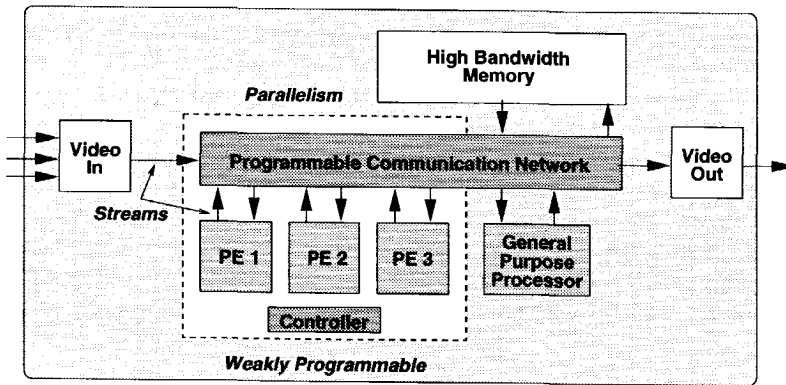 High Bandwidth
Memory
Parallelism
Video
In
Programmable Communication Network
Video
Out
Streams
PE 1
PE 2
PE 3
General
Purpose
Processor
Controller
Weakly Programmable